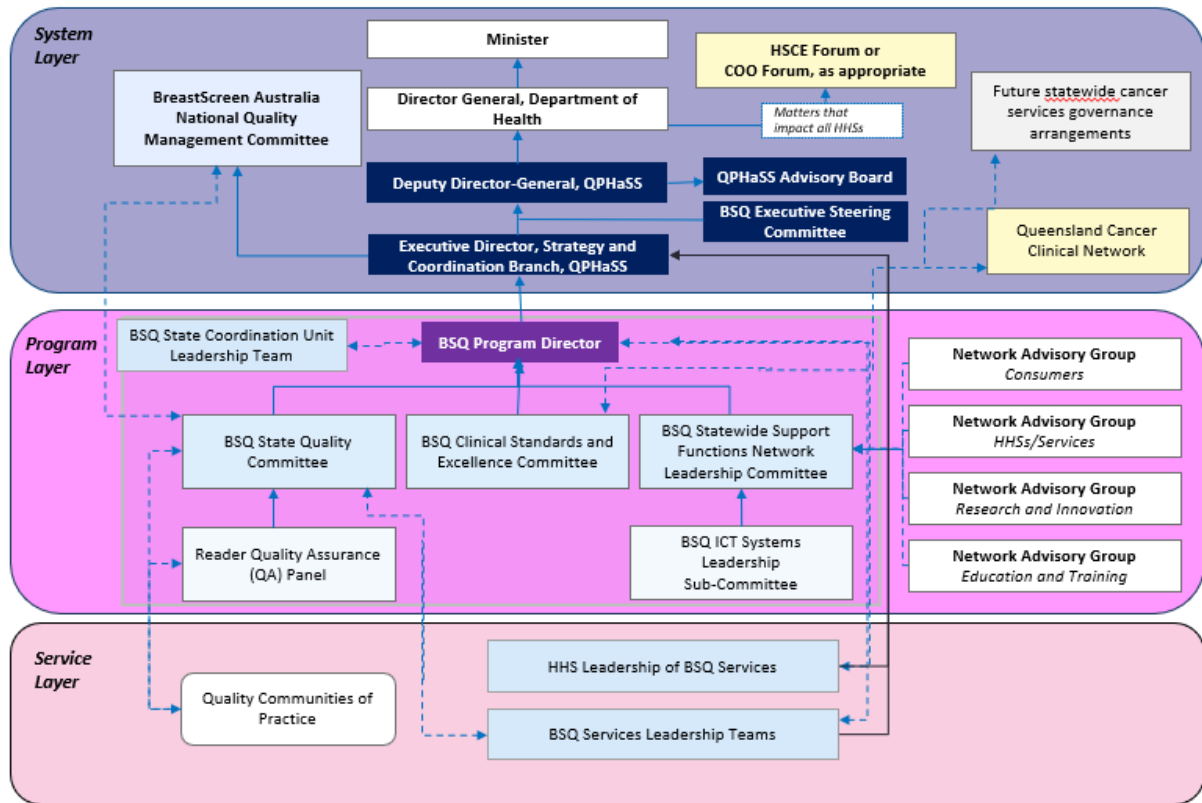 System
Layer
Minister
HSCE Forum or
COO Forum, as appropriate
BreastScreen Australia
National Quality
Management Committee
Director General, Department of
Health
Matters that
impact all HHSs
Future statewide cancer
services governance
arrangements
Deputy Director-General, QPHaSS
QPHaSS Advisory Board
BSQ Executive Steering
Committee
Executive Director, Strategy and
Coordination Branch, QPHaSS
Queensland Cancer
Clinical Network
Program
Layer
BSQ State Coordination Unit
Leadership Team
BSQ Program Director
Network Advisory Group
Consumers
BSQ State Quality
Committee
BSQ Clinical Standards and
Excellence Committee
BSQ Statewide Support
Functions Network
Leadership Committee
Network Advisory Group
HHSs/Services
Network Advisory Group
Research and Innovation
Reader Quality Assurance
(QA) Panel
BSQ ICT Systems
Leadership
Sub-Committee
Network Advisory Group
Education and Training
Service
Layer
HHS Leadership of BSQ Services
Quality Communities of
Practice
BSQ Services Leadership Teams